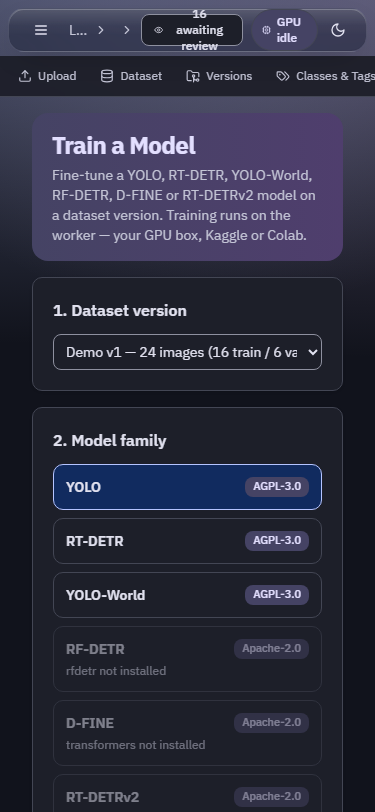 L...
16
awaiting
review
GPU
idle
Upload
Dataset
Versions
Classes & Tags
Train a Model
Fine-tune a YOLO, RT-DETR, YOLO-World,
RF-DETR, D-FINE or RT-DETRv2 model on
a dataset version. Training runs on the
worker — your GPU box, Kaggle or Colab.
1. Dataset version
Demo v1 — 24 images (16 train / 6 va
2. Model family
YOLO AGPL-3.0
RT-DETR AGPL-3.0
YOLO-World AGPL-3.0
RF-DETR Apache-2.0
rfdetr not installed
D-FINE Apache-2.0
transformers not installed
RT-DETRv2 Apache-2.0